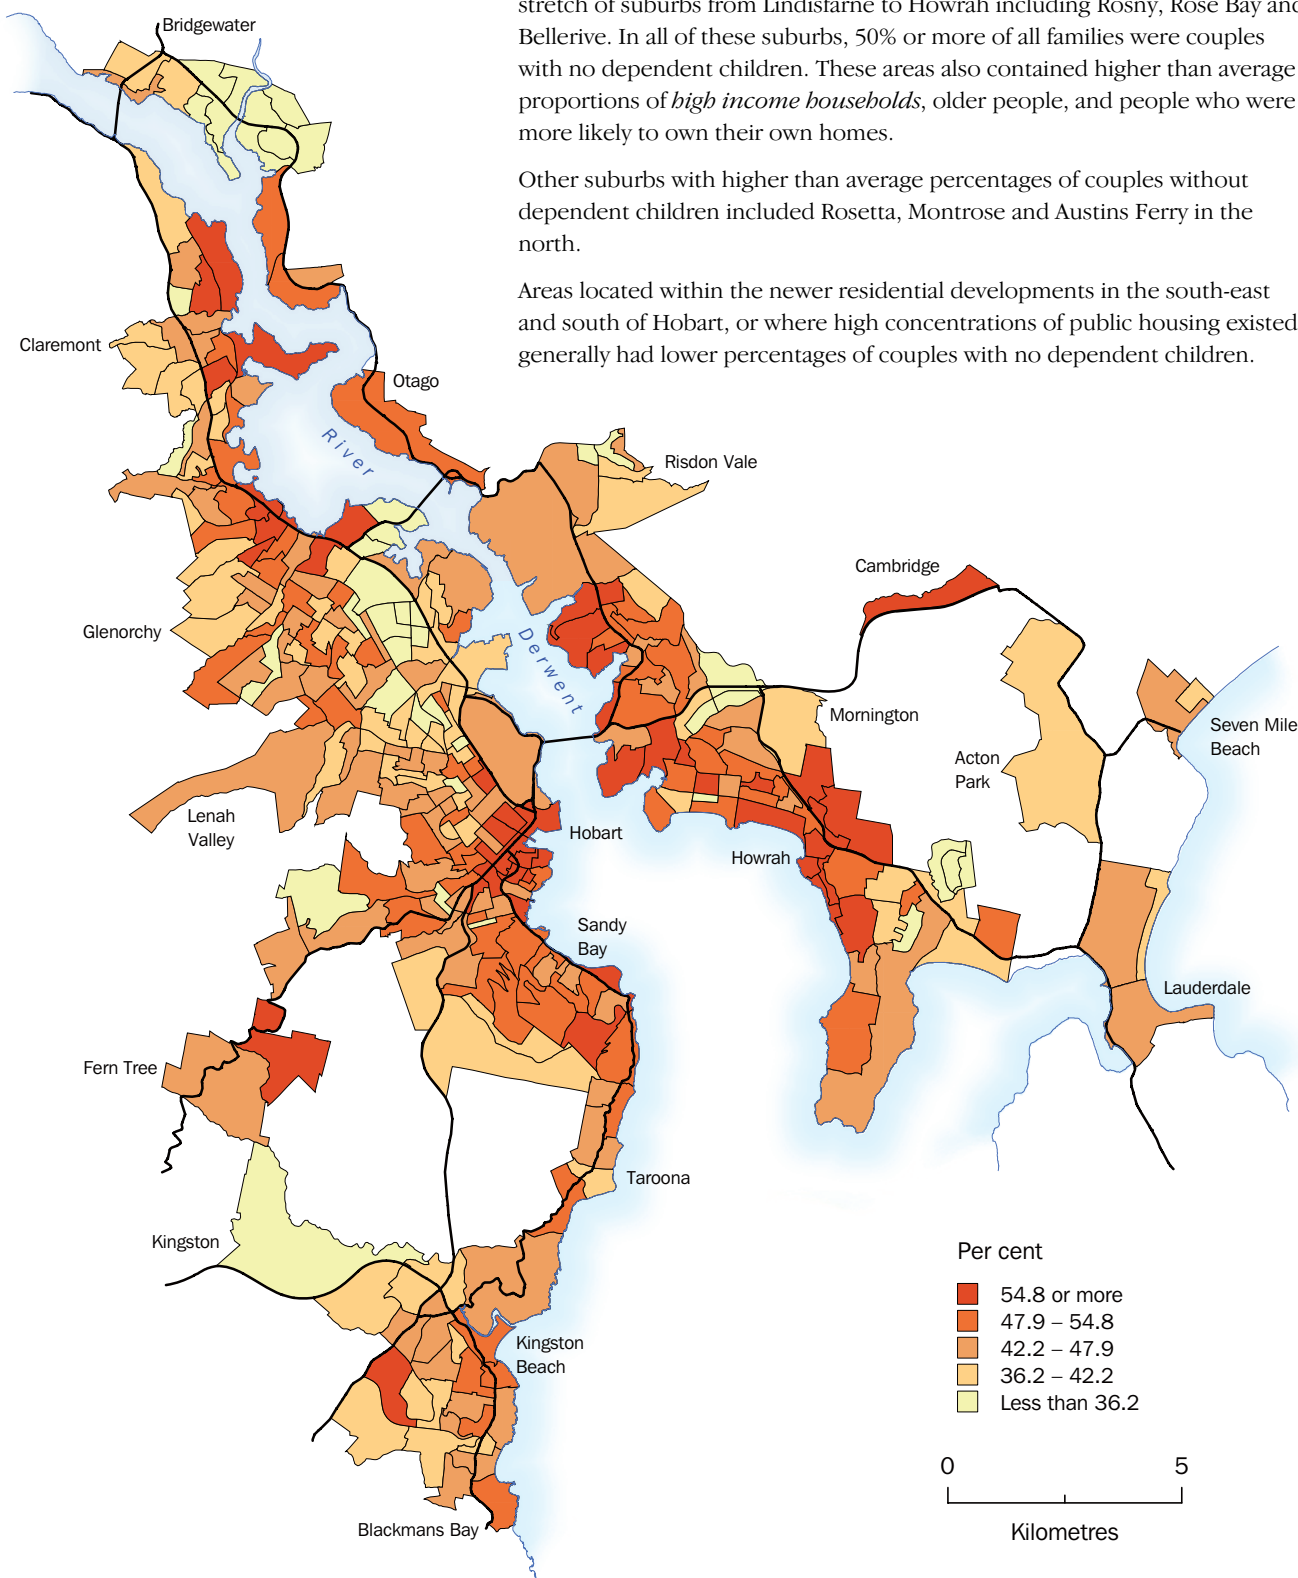 stretch of suburbs from Lindisfarne to Howrah including Rosny, Rose Bay and
Bellerive. In all of these suburbs, 50% or more of all families were couples
with no dependent children. These areas also contained higher than average
proportions of high income households, older people, and people who were
more likely to own their own homes.
Other suburbs with higher than average percentages of couples without
dependent children included Rosetta, Montrose and Austins Ferry in the
north.
Areas located within the newer residential developments in the south-east
and south of Hobart, or where high concentrations of public housing existed
generally had lower percentages of couples with no dependent children.
Bridgewater
Claremont
Otago
River
Risdon Vale
Cambridge
Glenorchy
Derwent
Mornington
Seven Mile
Beach
Acton
Park
Lenah
Valley
Hobart
Howrah
Sandy
Bay
Lauderdale
Fern Tree
Taroona
Kingston
Kingston
Beach
Blackmans Bay
Per cent
54.8 or more
47.9 – 54.8
42.2 – 47.9
36.2 – 42.2
Less than 36.2
0 5
Kilometres